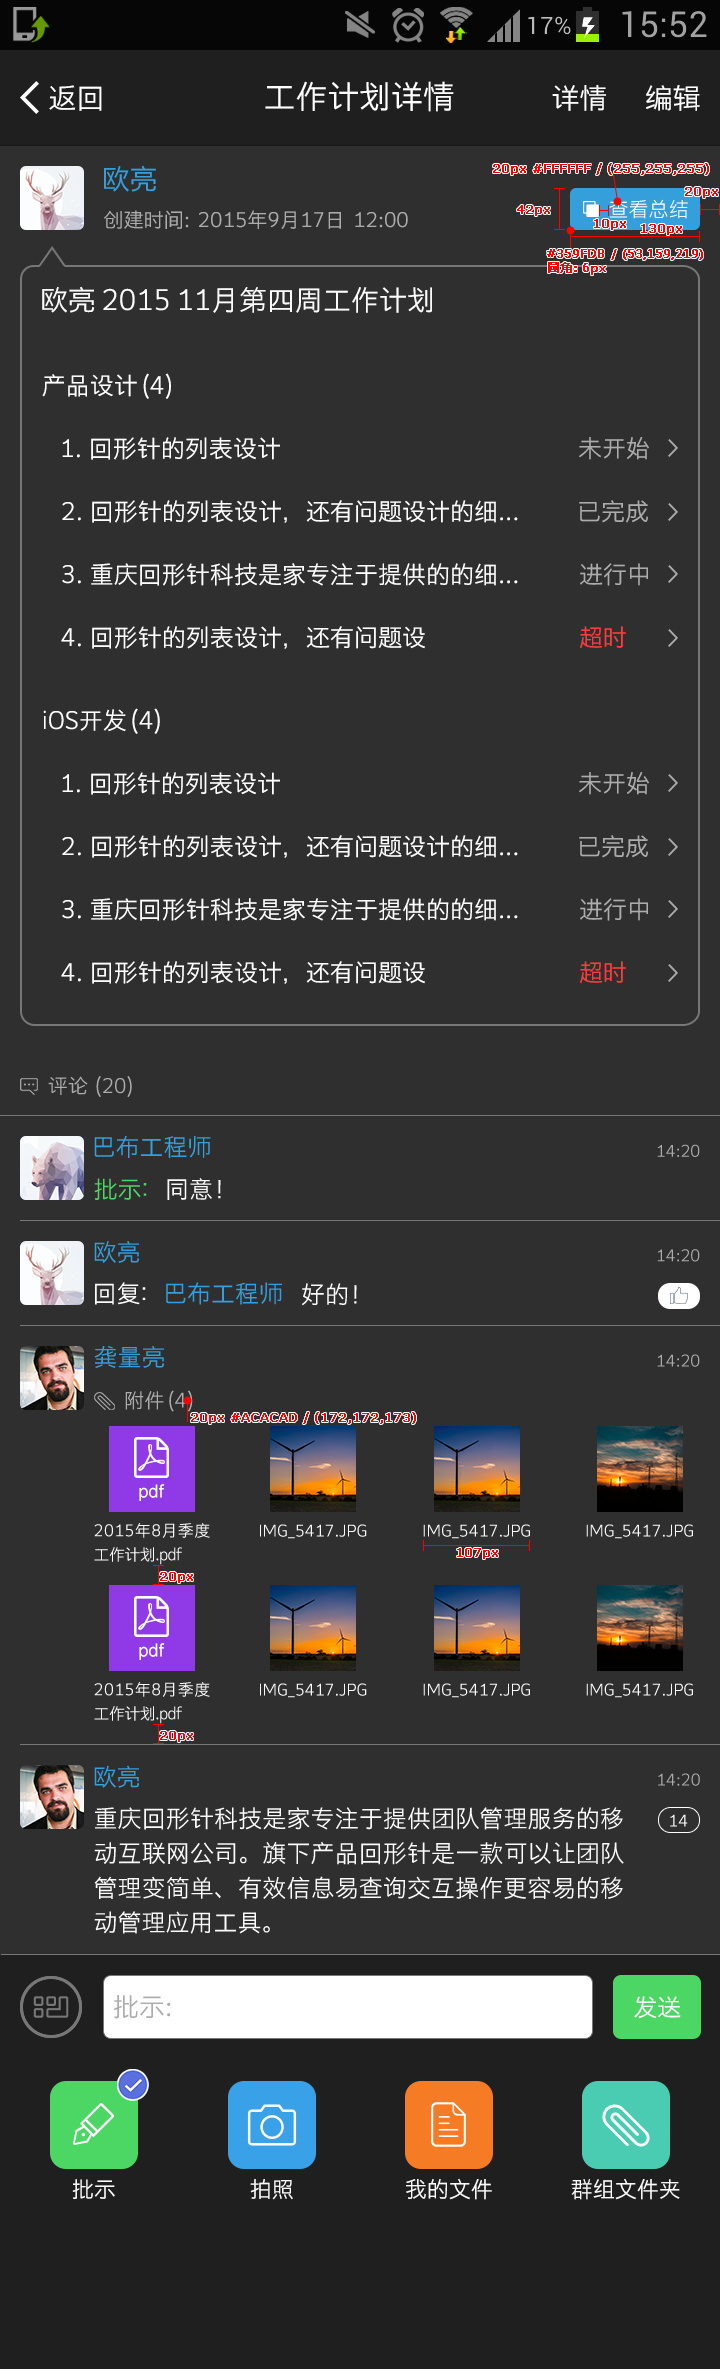 17% 15:52
返回 工作计划详情 详情 编辑
欧亮
20px #FFFFFF / (255,255,255)
创建时间: 2015年9月17日 12:00
42px
查看总结
20px
10px
130px
#359FDB / (53,159,219)
圆角: 6px
欧亮 2015 11月第四周工作计划
产品设计(4)
1. 回形针的列表设计 未开始
2. 回形针的列表设计，还有问题设计的细... 已完成
3. 重庆回形针科技是家专注于提供的的细... 进行中
4. 回形针的列表设计，还有问题设 超时
iOS开发(4)
1. 回形针的列表设计 未开始
2. 回形针的列表设计，还有问题设计的细... 已完成
3. 重庆回形针科技是家专注于提供的的细... 进行中
4. 回形针的列表设计，还有问题设 超时
评论 (20)
巴布工程师 14:20
批示: 同意!
欧亮 14:20
回复: 巴布工程师 好的!
龚量亮 14:20
附件(4)
20px #ACACAD / (172,172,173)
pdf
2015年8月季度 IMG_5417.JPG IMG_5417.JPG IMG_5417.JPG
工作计划.pdf
107px
20px
pdf
2015年8月季度 IMG_5417.JPG IMG_5417.JPG IMG_5417.JPG
工作计划.pdf
20px
欧亮 14:20
重庆回形针科技是家专注于提供团队管理服务的移 14
动互联网公司。旗下产品回形针是一款可以让团队
管理变简单、有效信息易查询交互操作更容易的移
动管理应用工具。
批示: 发送
批示 拍照 我的文件 群组文件夹